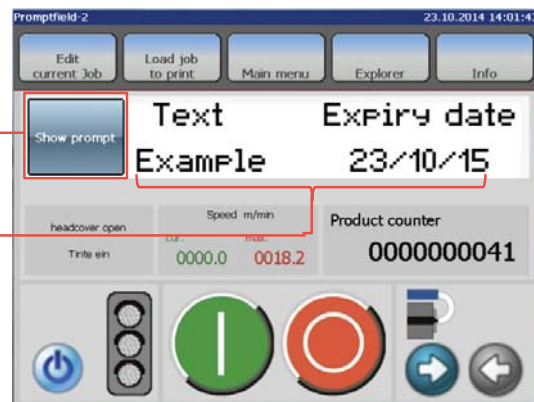 Promptfield-2 23.10.2014 14:01:43
Edit current Job
Load job to print
Main menu
Explorer
Info
Show prompt
Text Expiry date
Example 23/10/15
headcover open
Tinte ein
Speed m/min
cur. max.
0000.0 0018.2
Product counter
0000000041